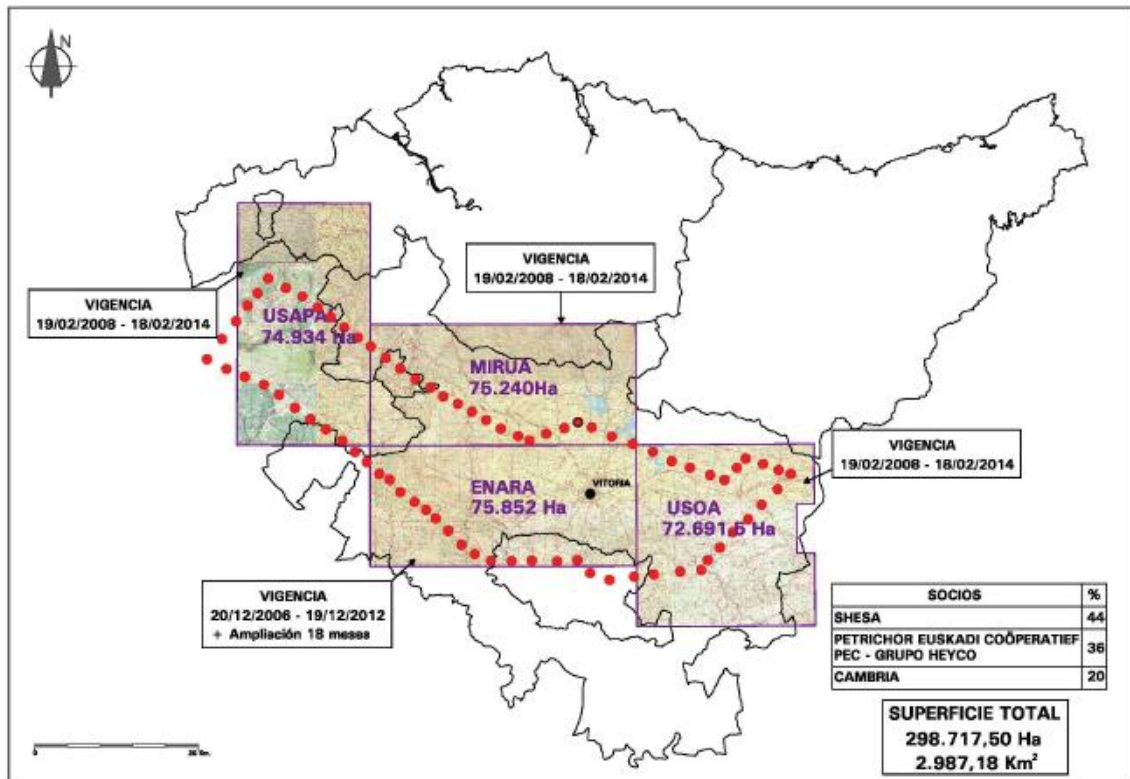 N
VIGENCIA
19/02/2008 - 18/02/2014
VIGENCIA
19/02/2008 - 18/02/2014
USAPA
74.934 Ha
MIRUA
75.240Ha
VIGENCIA
19/02/2008 - 18/02/2014
ENARA
75.852 Ha
VITORIA
USOA
72.691,5 Ha
VIGENCIA
20/12/2006 - 19/12/2012
+ Ampliación 18 meses
SOCIOS %
SHESA 44
PETRICHOR EUSKADI COÖPERATIEF
PEC - GRUPO HEYCO 36
CAMBRIA 20
SUPERFICIE TOTAL
298.717,50 Ha
2.987,18 Km²
0